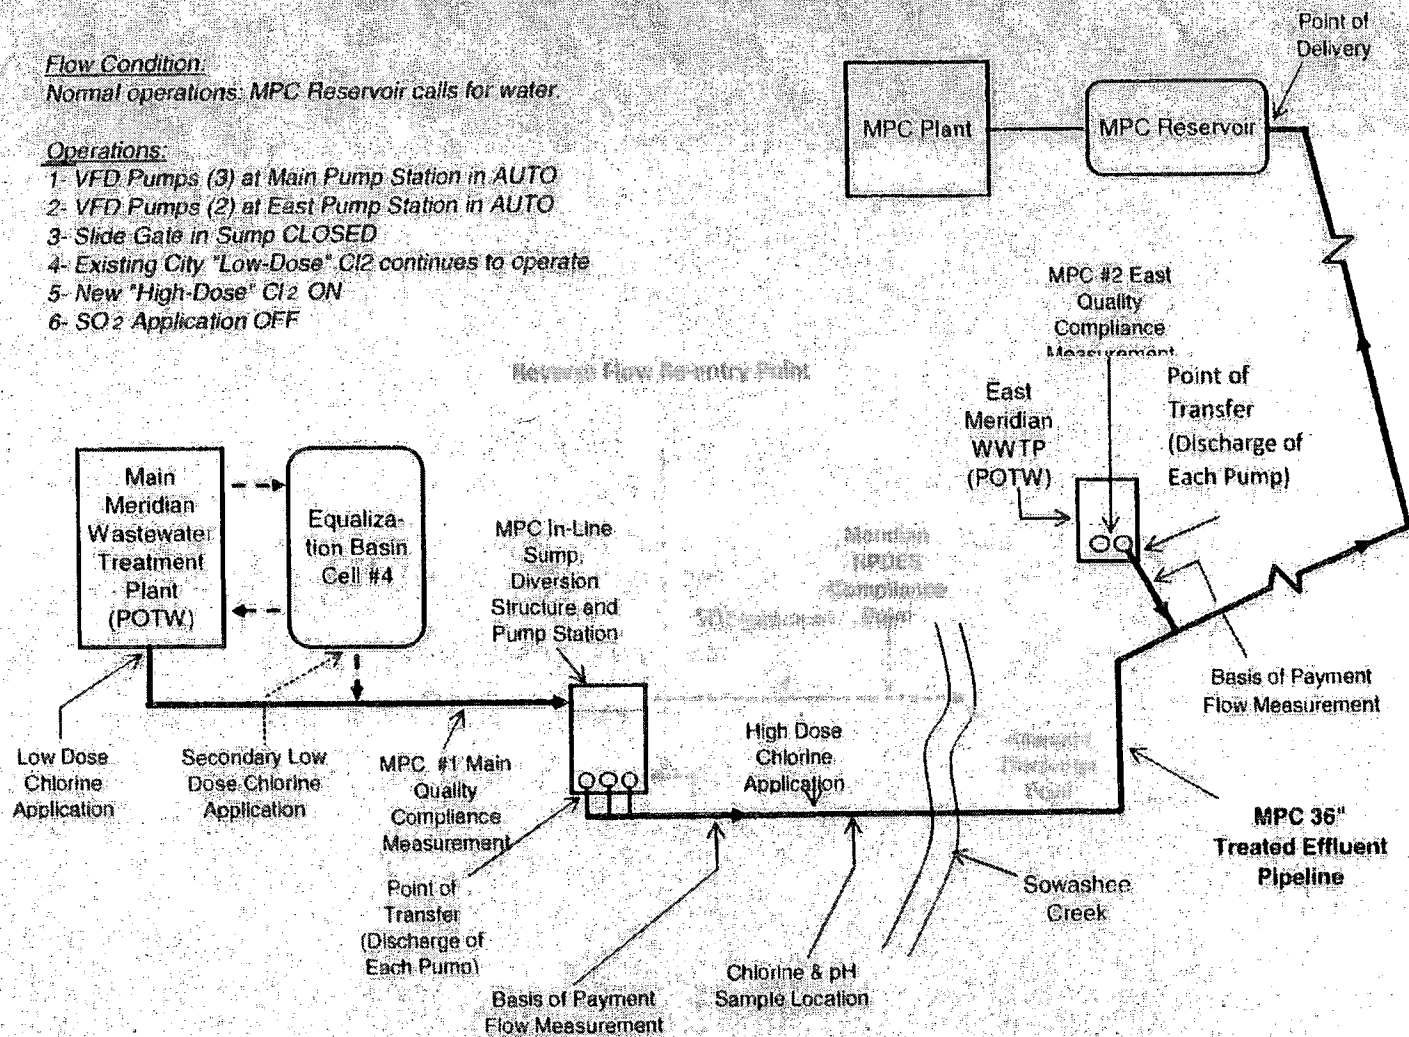 Flow Condition:
Normal operations: MPC Reservoir calls for water.
Operations:
1- VFD Pumps (3) at Main Pump Station in AUTO
2- VFD Pumps (2) at East Pump Station in AUTO
3- Slide Gate in Sump CLOSED
4- Existing City "Low-Dose" Cl2 continues to operate
5- New "High-Dose" Cl2 ON
6- SO2 Application OFF
Point of
Delivery
MPC Plant
MPC Reservoir
MPC #2 East
Quality
Compliance
Measurement
Reverse Flow Re-entry Point
East
Meridian
WWTP
(POTW)
Point of
Transfer
(Discharge of
Each Pump)
Main
Meridian
Wastewater
Treatment
Plant
(POTW)
Equaliza-
tion Basin
Cell #4
MPC In-Line
Sump,
Diversion
Structure and
Pump Station
Meridian
NPDES
Compliance
Point
Basis of Payment
Flow Measurement
Low Dose
Chlorine
Application
Secondary Low
Dose Chlorine
Application
MPC #1 Main
Quality
Compliance
Measurement
High Dose
Chlorine
Application
Discharge
Point
MPC 36"
Treated Effluent
Pipeline
Point of
Transfer
(Discharge of
Each Pump)
Sowashee
Creek
Chlorine & pH
Sample Location
Basis of Payment
Flow Measurement